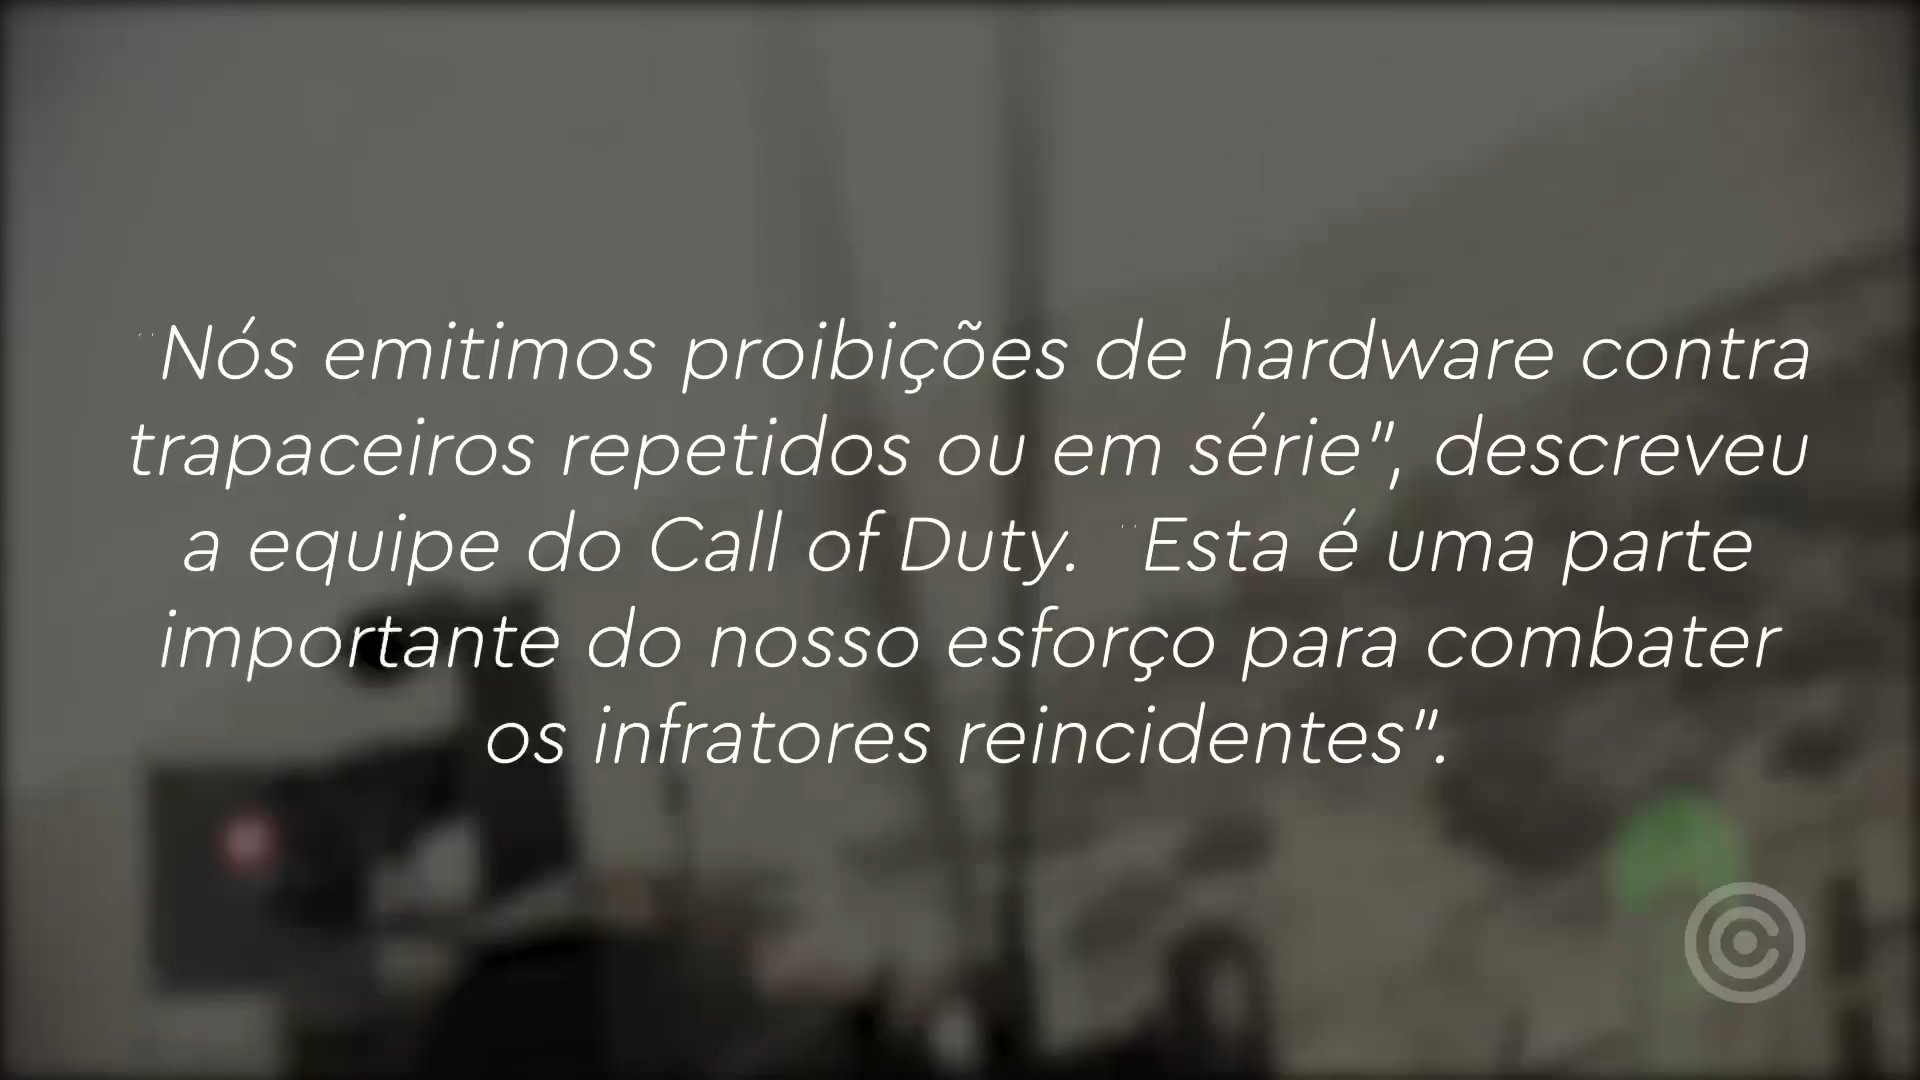 ¨Nós emitimos proibições de hardware contra
trapaceiros repetidos ou em série", descreveu
a equipe do Call of Duty. ¨Esta é uma parte
importante do nosso esforço para combater
os infratores reincidentes".